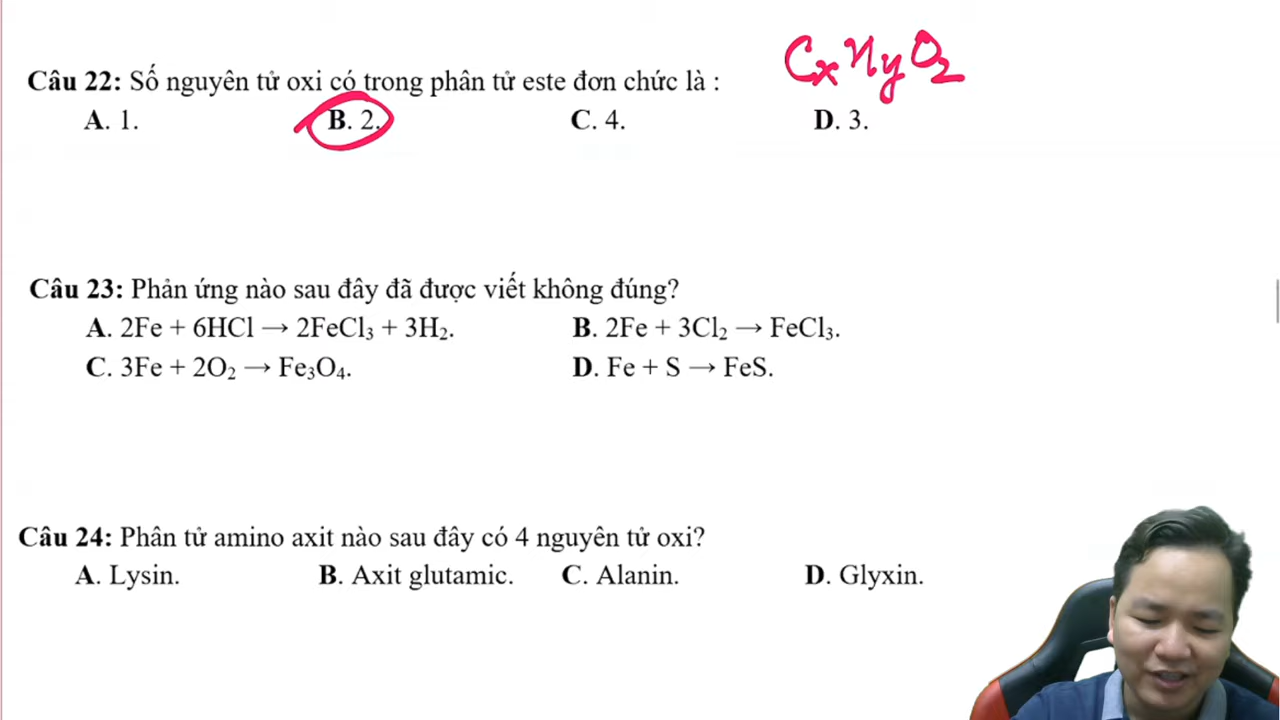 CxHyO2
Câu 22: Số nguyên tử oxi có trong phân tử este đơn chức là :
A. 1. B. 2. C. 4. D. 3.
Câu 23: Phản ứng nào sau đây đã được viết không đúng?
A. 2Fe + 6HCl → 2FeCl₃ + 3H₂. B. 2Fe + 3Cl₂ → FeCl₃.
C. 3Fe + 2O₂ → Fe₃O₄. D. Fe + S → FeS.
Câu 24: Phân tử amino axit nào sau đây có 4 nguyên tử oxi?
A. Lysin. B. Axit glutamic. C. Alanin. D. Glyxin.